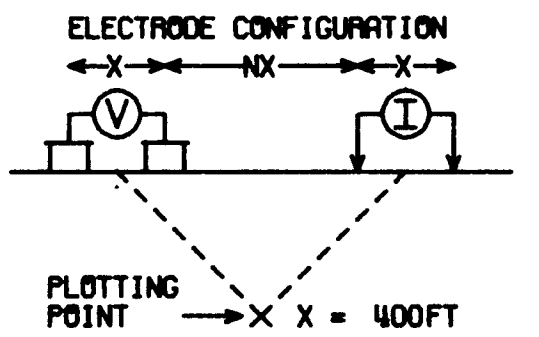 ELECTRODE CONFIGURATION
X NX X
V I
PLOTTING
POINT X X = 400FT